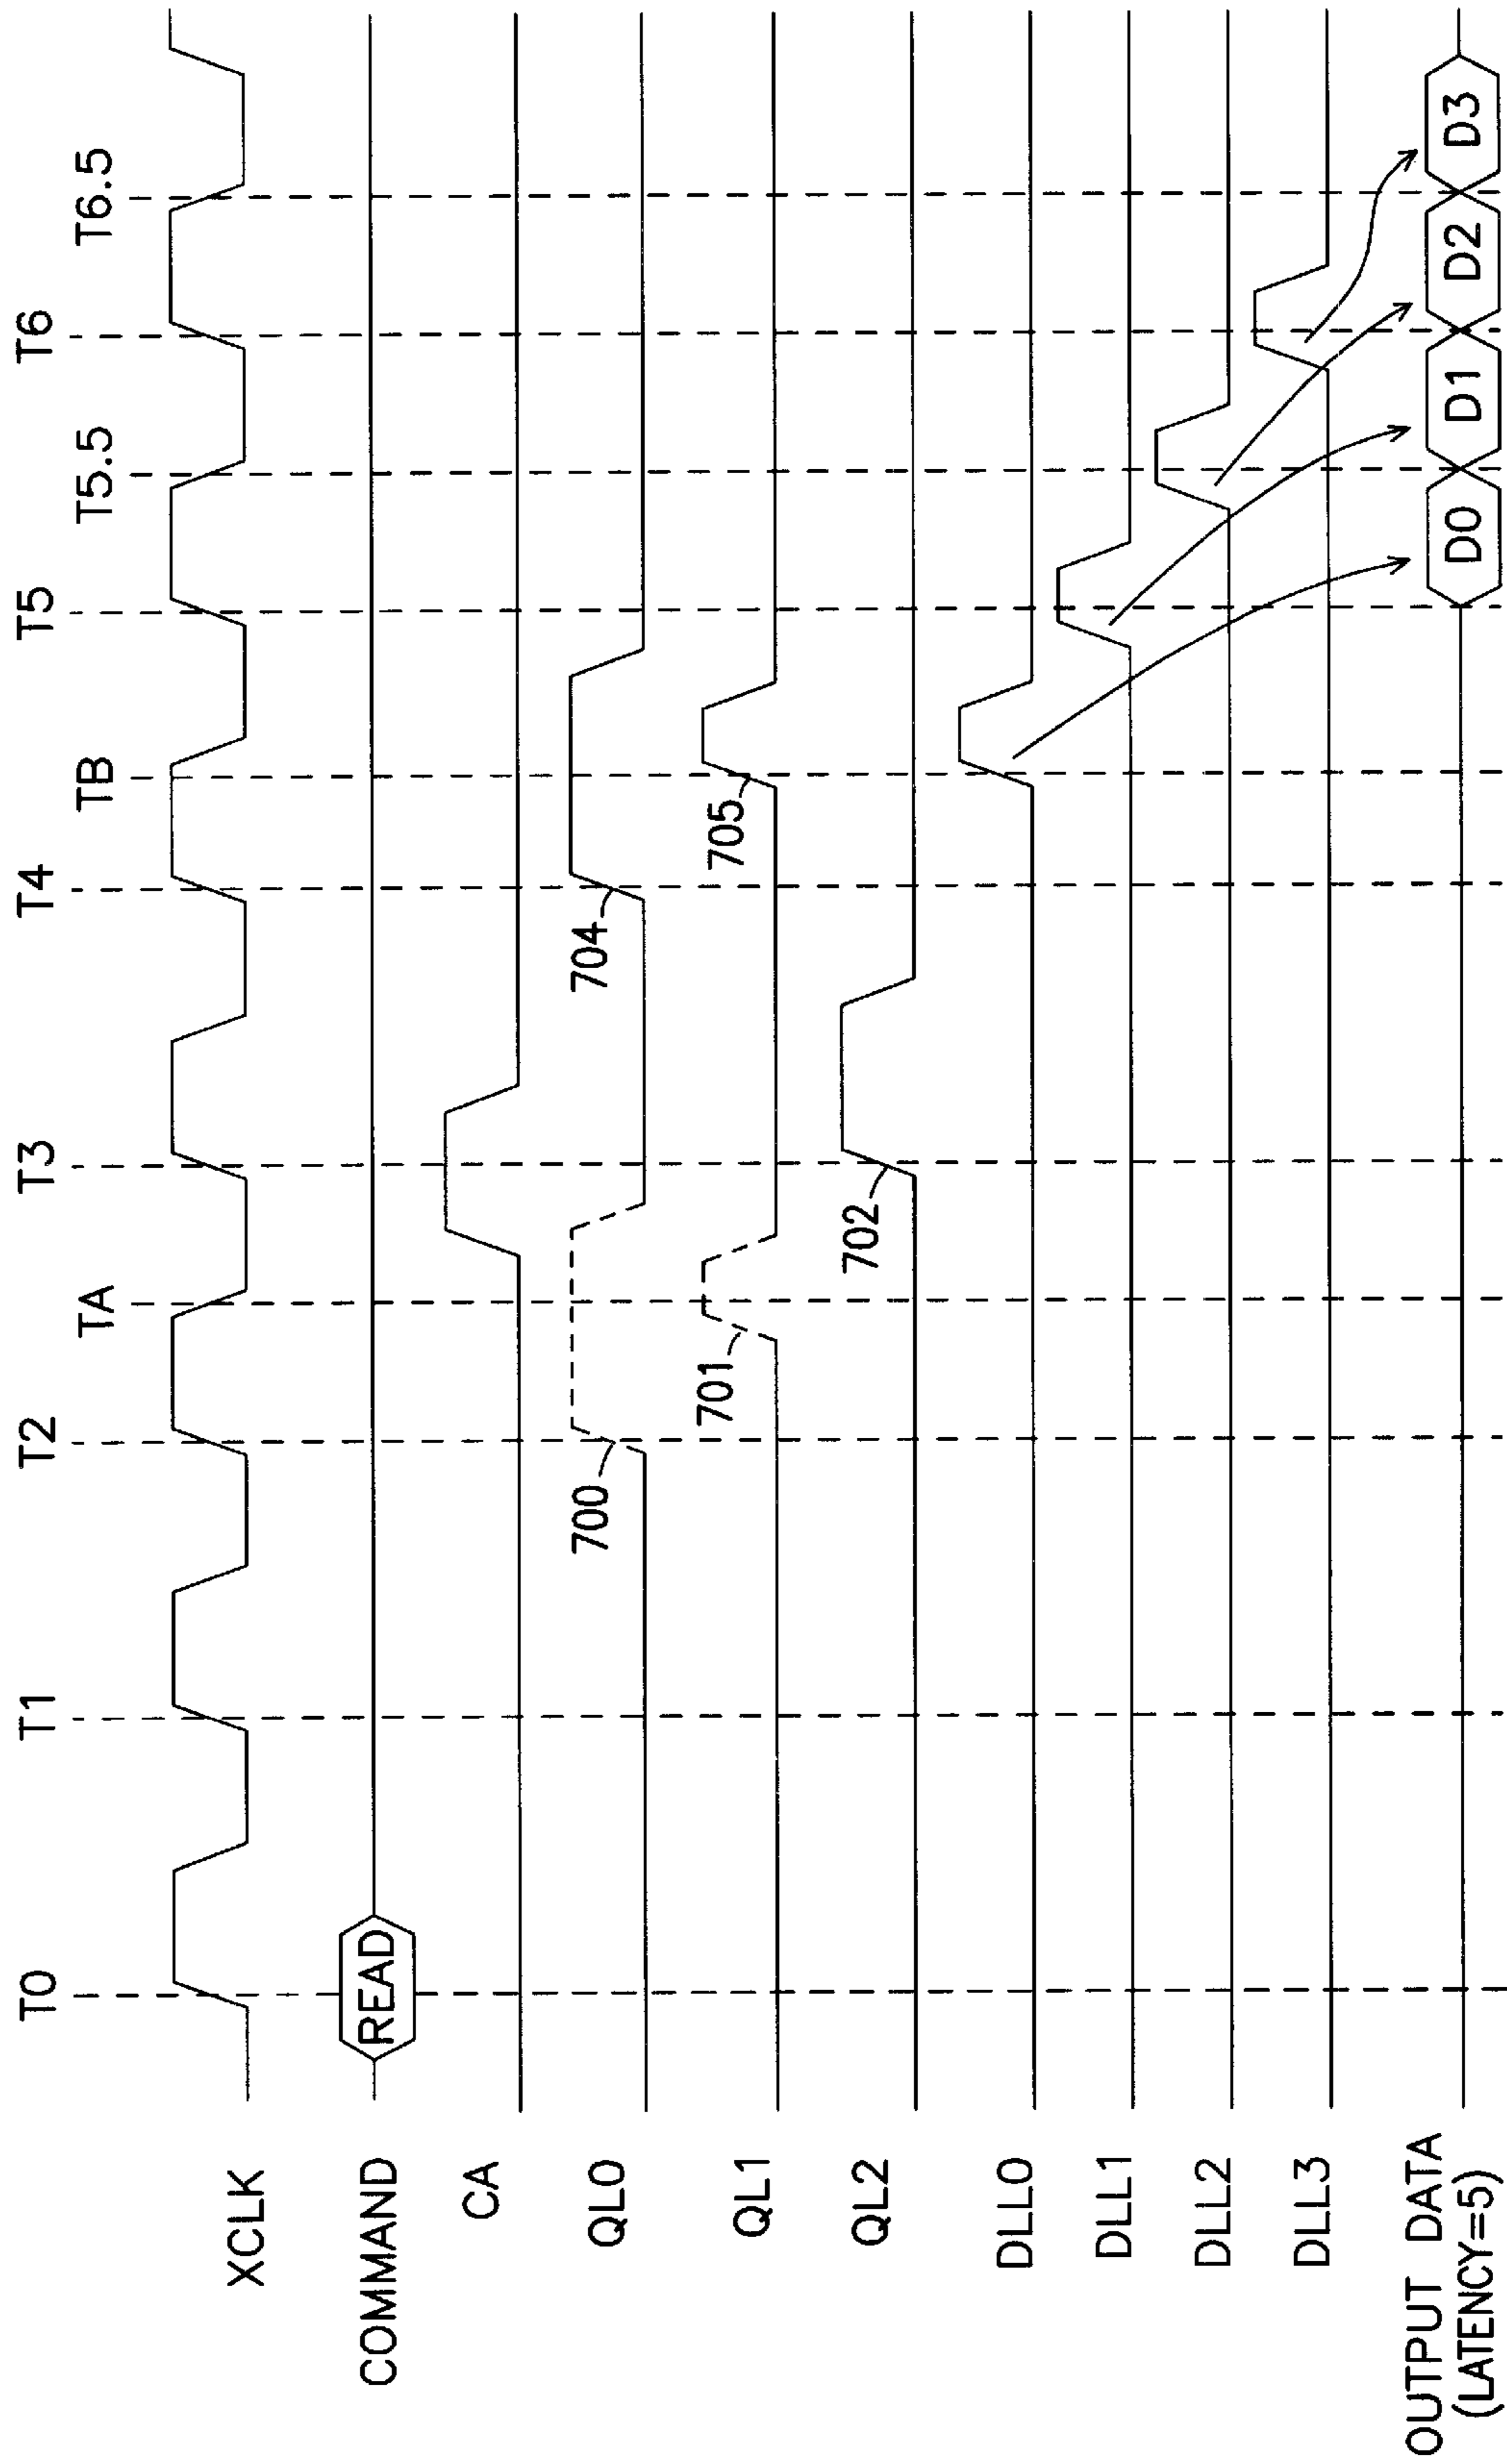 T0 T1 T2 TA T3 T4 TB T5 T5.5 T6 T6.5
XCLK
COMMAND READ
CA
QL0 700 704
QL1 701 705
QL2 702
DLL0
DLL1
DLL2
DLL3
OUTPUT DATA D0 D1 D2 D3
(LATENCY=5)